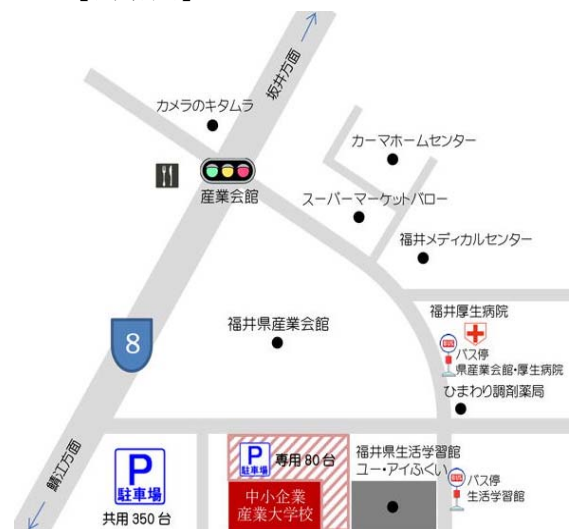 坂井方面
カメラのキタムラ
カーマホームセンター
産業会館
スーパーマーケットバロー
福井メディカルセンター
福井県産業会館
福井厚生病院
8
バス停
県産業会館・厚生病院
ひまわり調剤薬局
鯖江方面
P
駐車場
共用350台
P
駐車場
専用80台
中小企業
産業大学校
福井県生活学習館
ユー・アイふくい
バス停
生活学習館